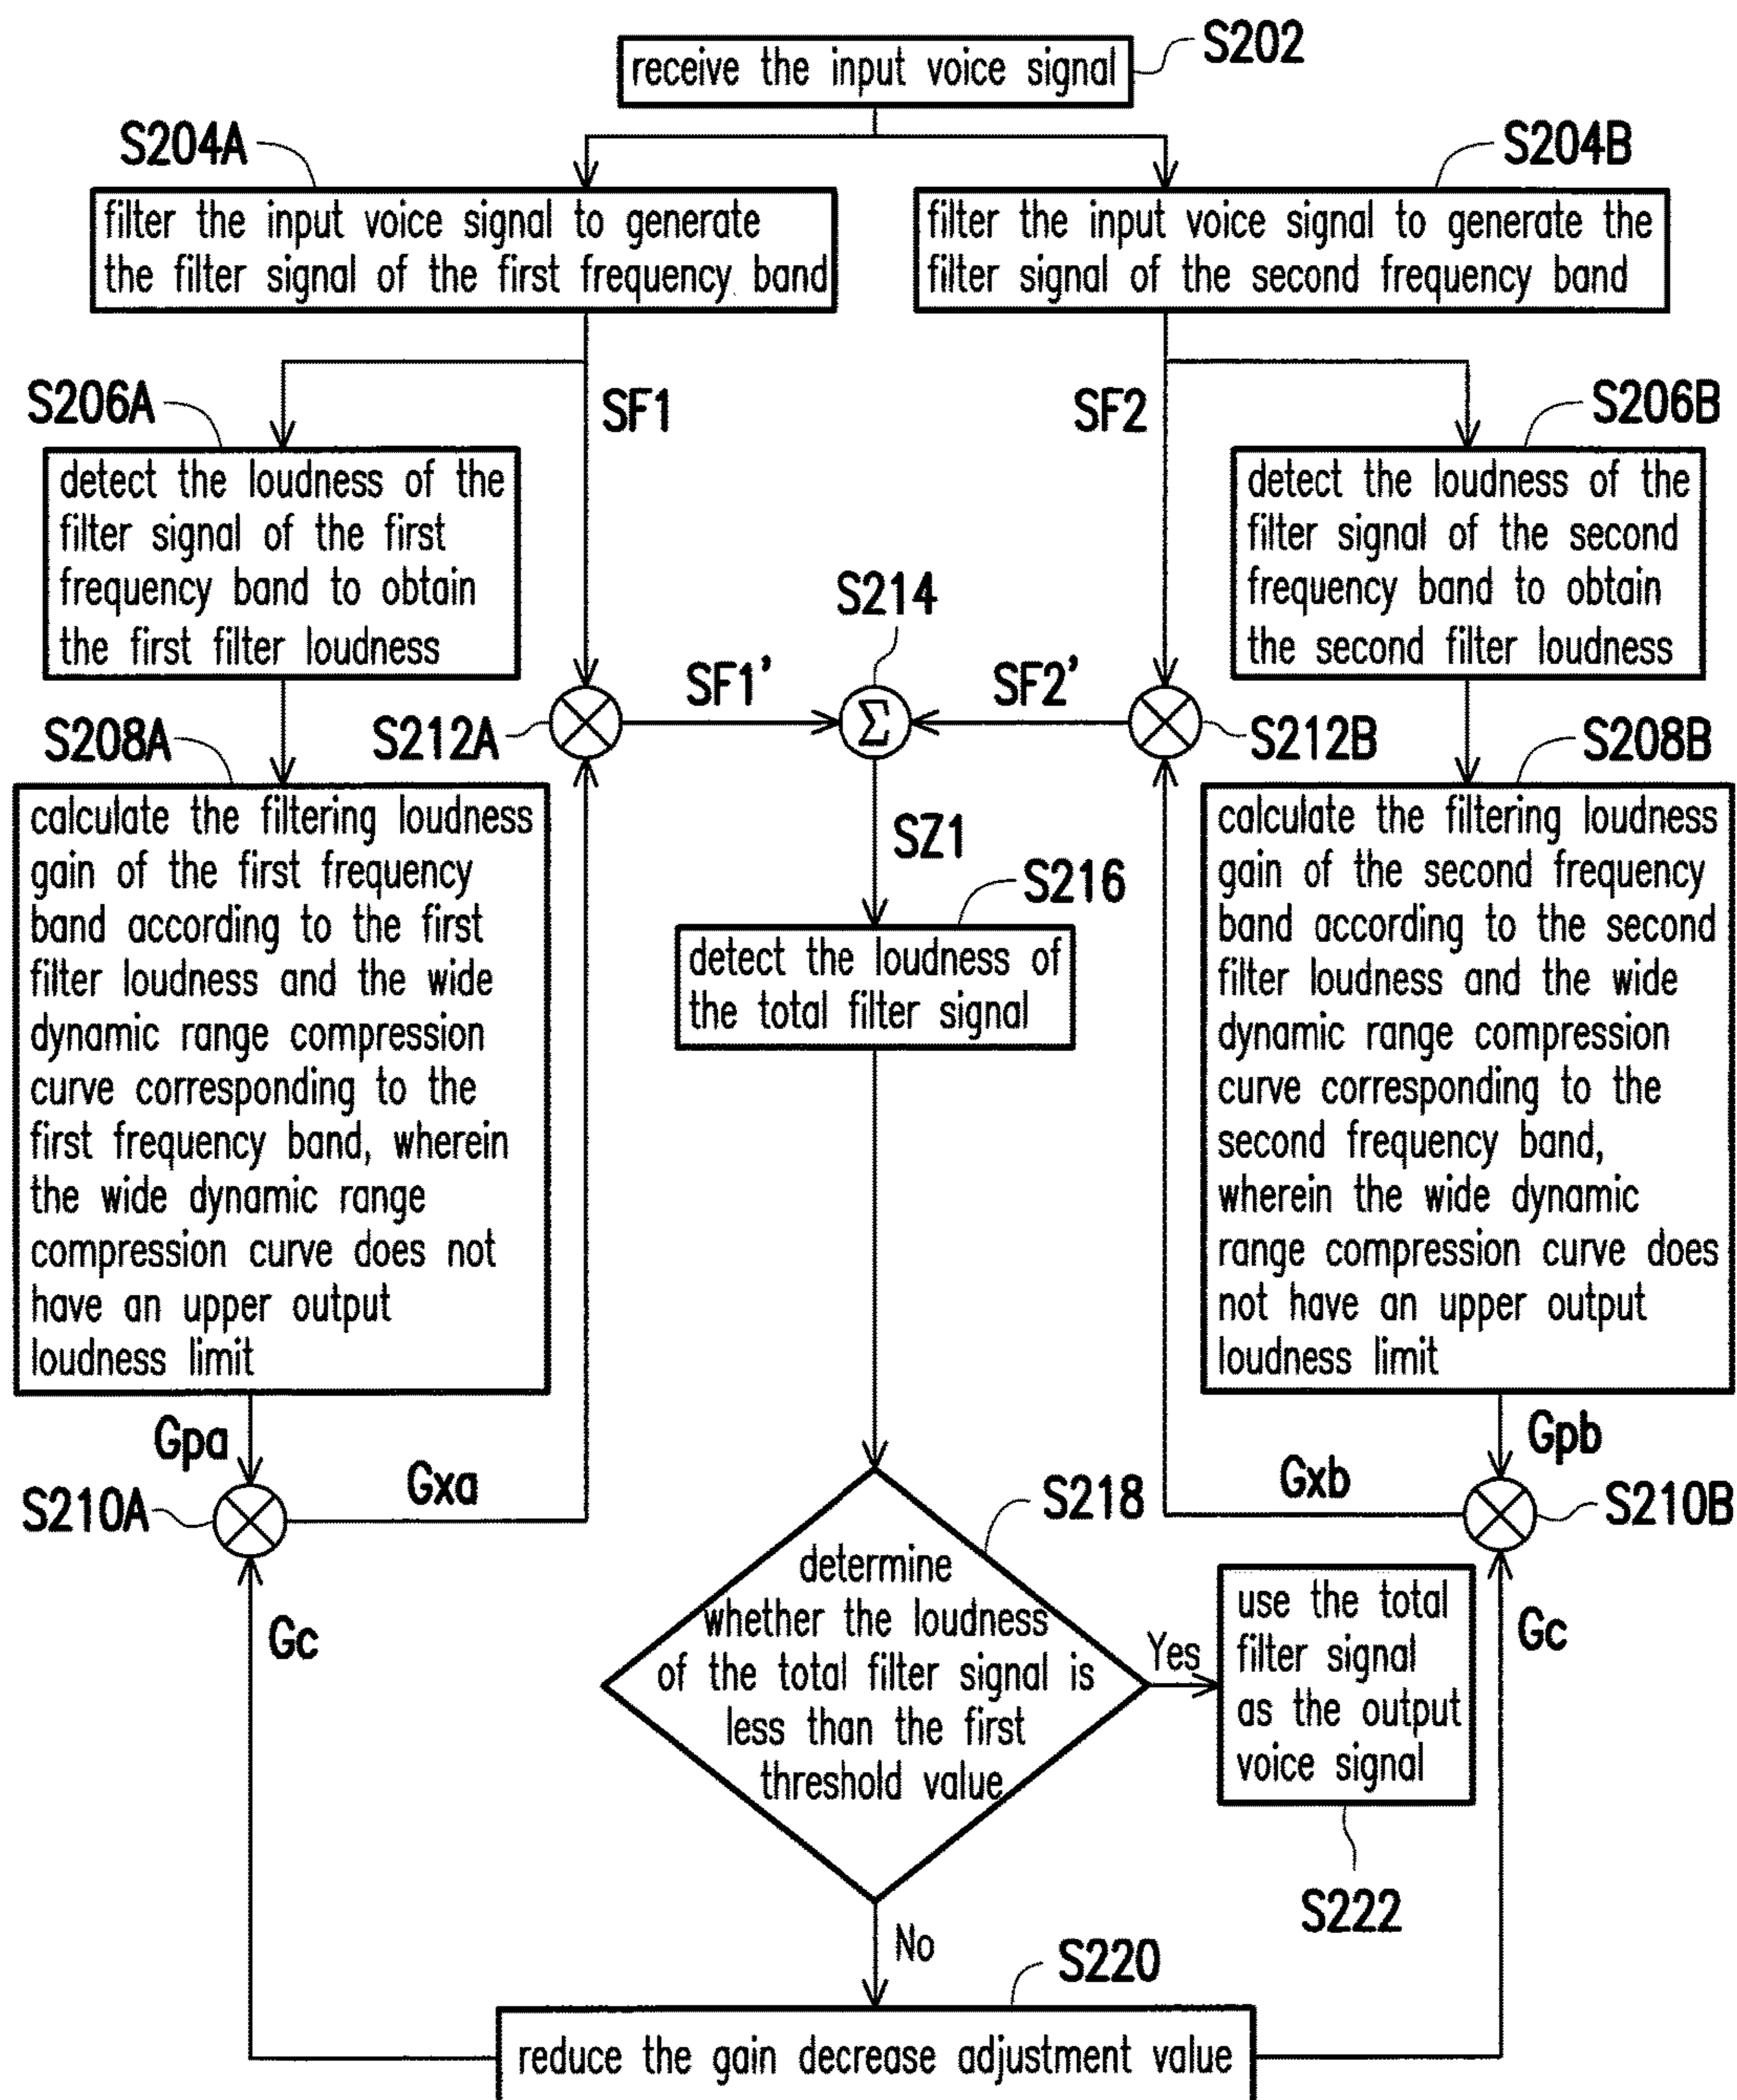 S202
receive the input voice signal
S204A
S204B
filter the input voice signal to generate
the filter signal of the first frequency band
filter the input voice signal to generate the
filter signal of the second frequency band
S206A
SF1
SF2
S206B
detect the loudness of the
filter signal of the first
frequency band to obtain
the first filter loudness
detect the loudness of the
filter signal of the second
frequency band to obtain
the second filter loudness
S214
SF1’
Σ
SF2’
S208A
S212A
S212B
S208B
calculate the filtering loudness
gain of the first frequency
band according to the first
filter loudness and the wide
dynamic range compression
curve corresponding to the
first frequency band, wherein
the wide dynamic range
compression curve does not
have an upper output
loudness limit
SZ1
S216
detect the loudness of
the total filter signal
calculate the filtering loudness
gain of the second frequency
band according to the second
filter loudness and the wide
dynamic range compression
curve corresponding to the
second frequency band,
wherein the wide dynamic
range compression curve does
not have an upper output
loudness limit
Gpa
Gxa
S210A
Gc
S218
determine
whether the loudness
of the total filter signal is
less than the first
threshold value
Yes
Gpb
Gxb
S210B
use the total
filter signal
as the output
voice signal
Gc
S222
No
S220
reduce the gain decrease adjustment value